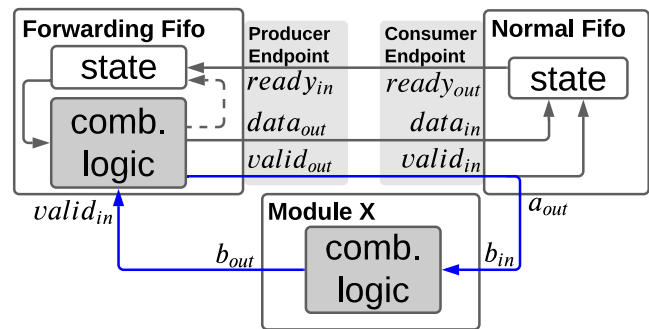 Forwarding Fifo
Producer
Endpoint
Consumer
Endpoint
Normal Fifo
state
ready_in
ready_out
state
comb.
logic
data_out
data_in
valid_out
valid_in
valid_in
Module X
a_out
b_out
comb.
logic
b_in